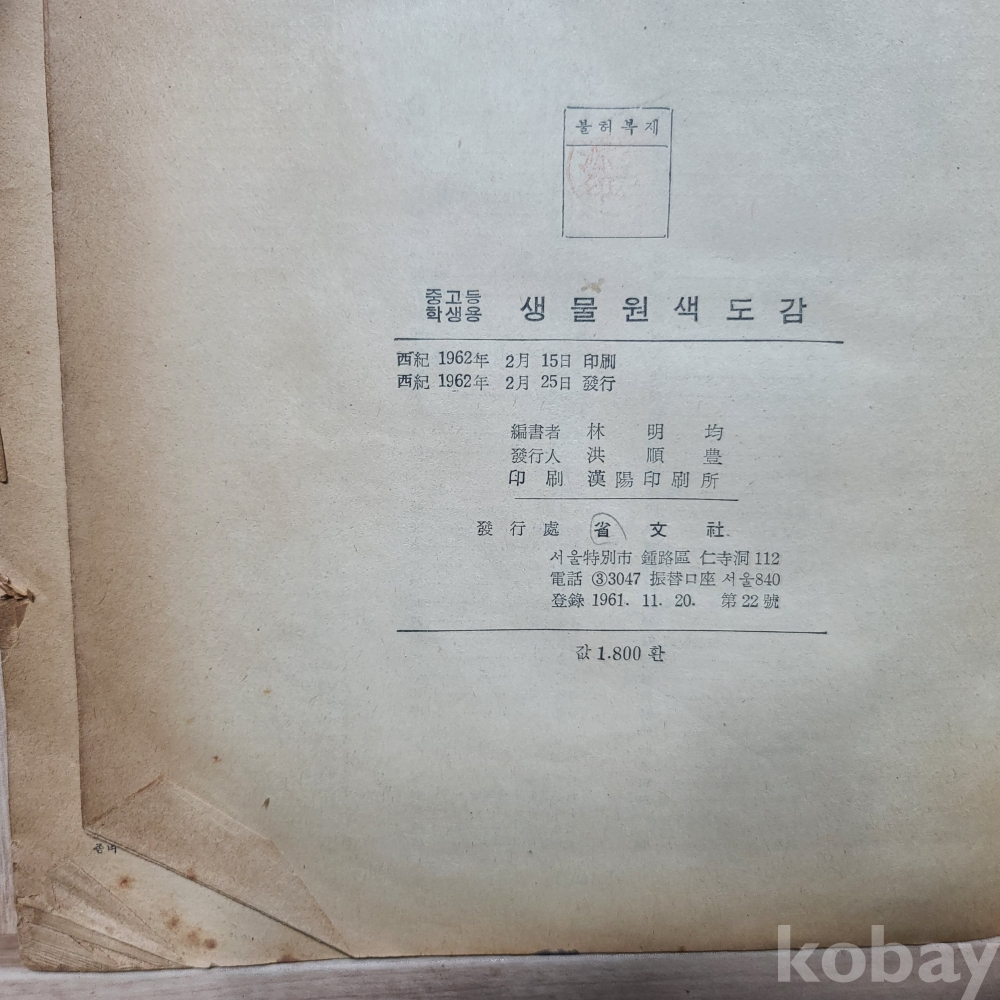 불허복제
중고등
학생용 생물원색도감
西紀 1962年 2月 15日 印刷
西紀 1962年 2月 25日 發行
編書者 林明均
發行人 洪順豊
印刷 漢陽印刷所
發行處 省文社
서울特別市 鍾路區 仁寺洞 112
電話 ③3047 振替口座 서울840
登錄 1961. 11. 20. 第22號
값 1.800 환
kobay